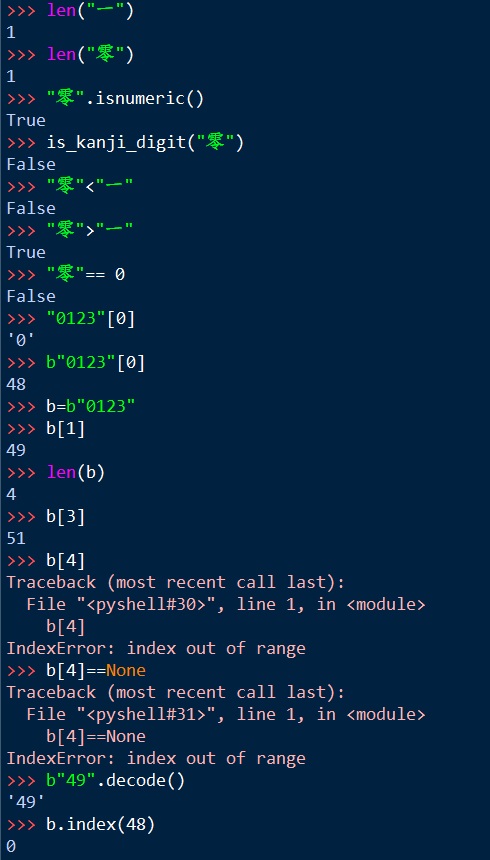 >>> len("一")
1
>>> len("零")
1
>>> "零".isnumeric()
True
>>> is_kanji_digit("零")
False
>>> "零"<"一"
False
>>> "零">"一"
True
>>> "零"== 0
False
>>> "0123"[0]
'0'
>>> b"0123"[0]
48
>>> b=b"0123"
>>> b[1]
49
>>> len(b)
4
>>> b[3]
51
>>> b[4]
Traceback (most recent call last):
  File "<pyshell#30>", line 1, in <module>
    b[4]
IndexError: index out of range
>>> b[4]==None
Traceback (most recent call last):
  File "<pyshell#31>", line 1, in <module>
    b[4]==None
IndexError: index out of range
>>> b"49".decode()
'49'
>>> b.index(48)
0